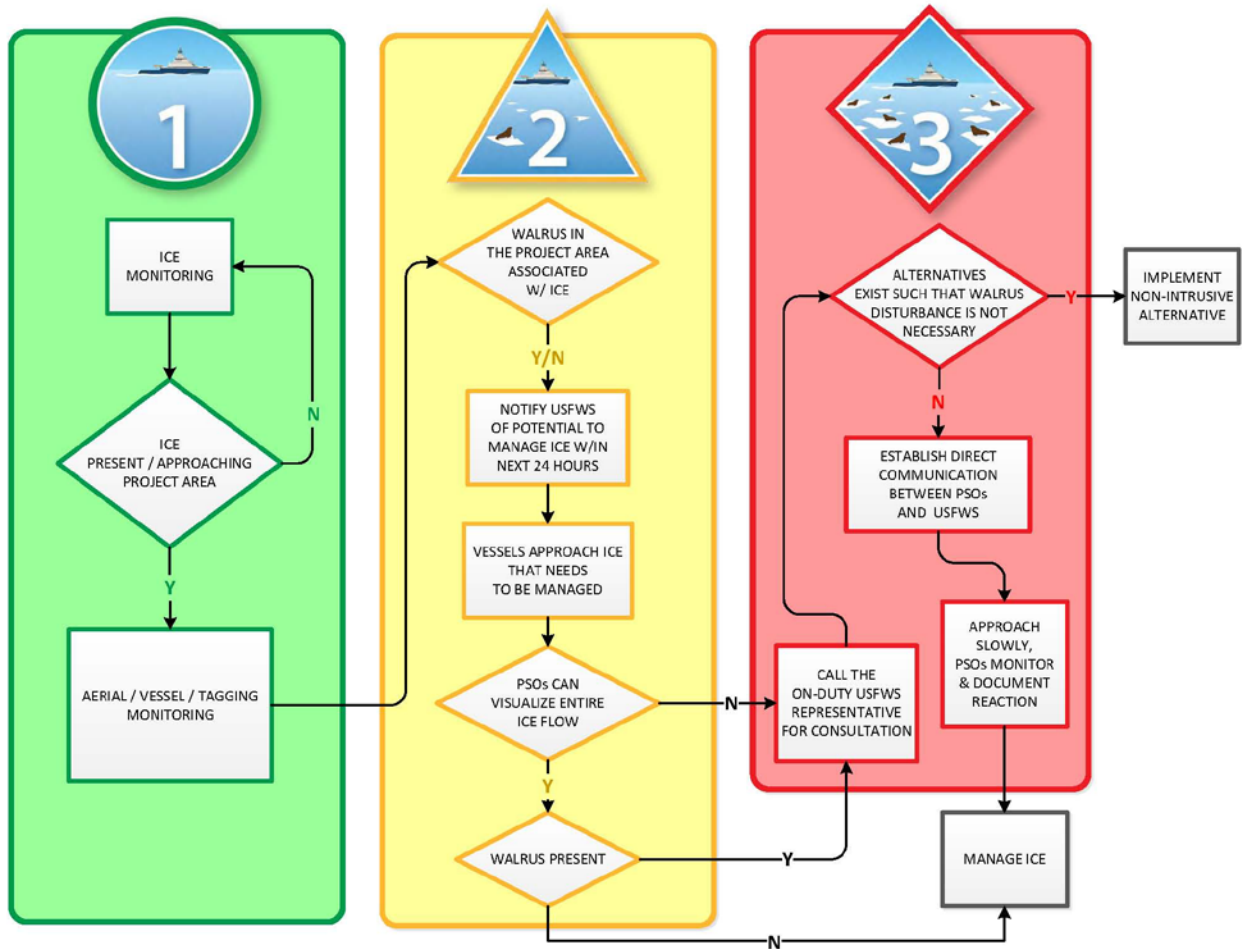 1
ICE
MONITORING
N
ICE
PRESENT / APPROACHING
PROJECT AREA
Y
AERIAL / VESSEL / TAGGING
MONITORING
2
WALRUS IN
THE PROJECT AREA
ASSOCIATED
W/ ICE
Y/N
NOTIFY USFWS
OF POTENTIAL TO
MANAGE ICE W/IN
NEXT 24 HOURS
VESSELS APPROACH ICE
THAT NEEDS
TO BE MANAGED
PSOs CAN
VISUALIZE ENTIRE
ICE FLOW
N
Y
WALRUS PRESENT
Y
N
3
ALTERNATIVES
EXIST SUCH THAT WALRUS
DISTURBANCE IS NOT
NECESSARY
Y
IMPLEMENT
NON-INTRUSIVE
ALTERNATIVE
N
ESTABLISH DIRECT
COMMUNICATION
BETWEEN PSOs
AND USFWS
CALL THE
ON-DUTY USFWS
REPRESENTATIVE
FOR CONSULTATION
APPROACH
SLOWLY,
PSOs MONITOR
& DOCUMENT
REACTION
MANAGE ICE